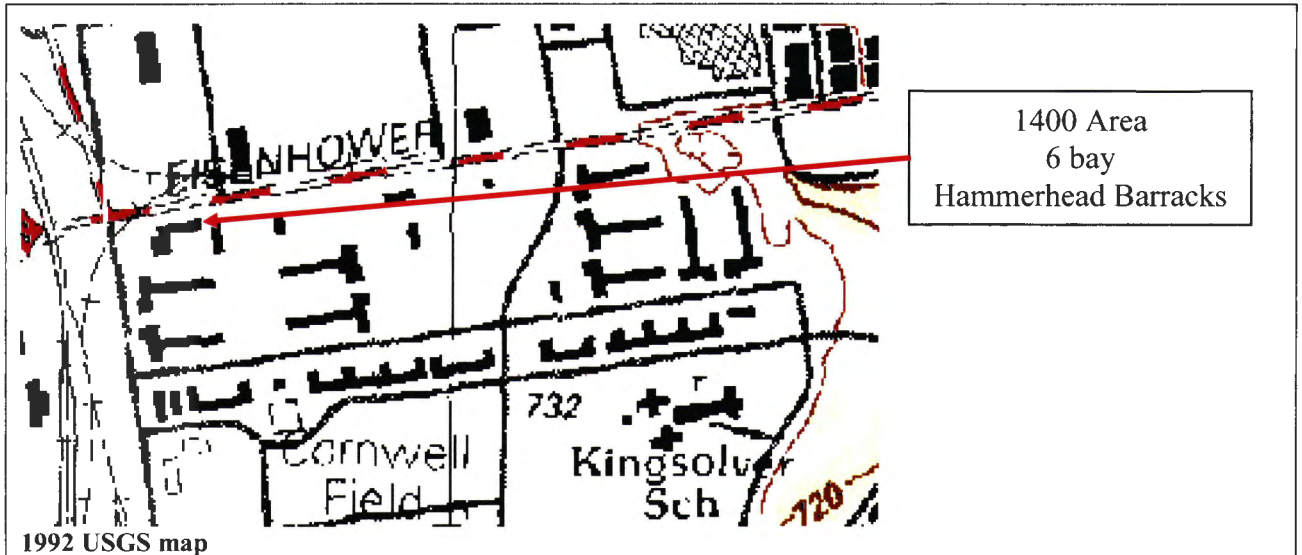 EISENHOWER
1400 Area
6 bay
Hammerhead Barracks
732
Cornwell
Field
Kingsolver
Sch
720
1992 USGS map